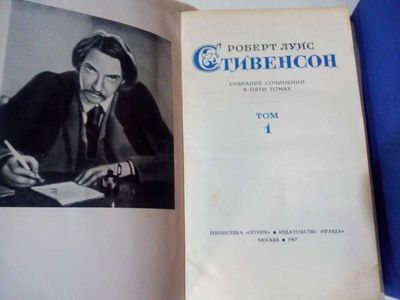 РОБЕРТ ЛУИС
СТИВЕНСОН
СОБРАНИЕ СОЧИНЕНИЙ
В ПЯТИ ТОМАХ
ТОМ
1
БИБЛИОТЕКА «ОГОНЕК» ● ИЗДАТЕЛЬСТВО «ПРАВДА»
МОСКВА ● 1967